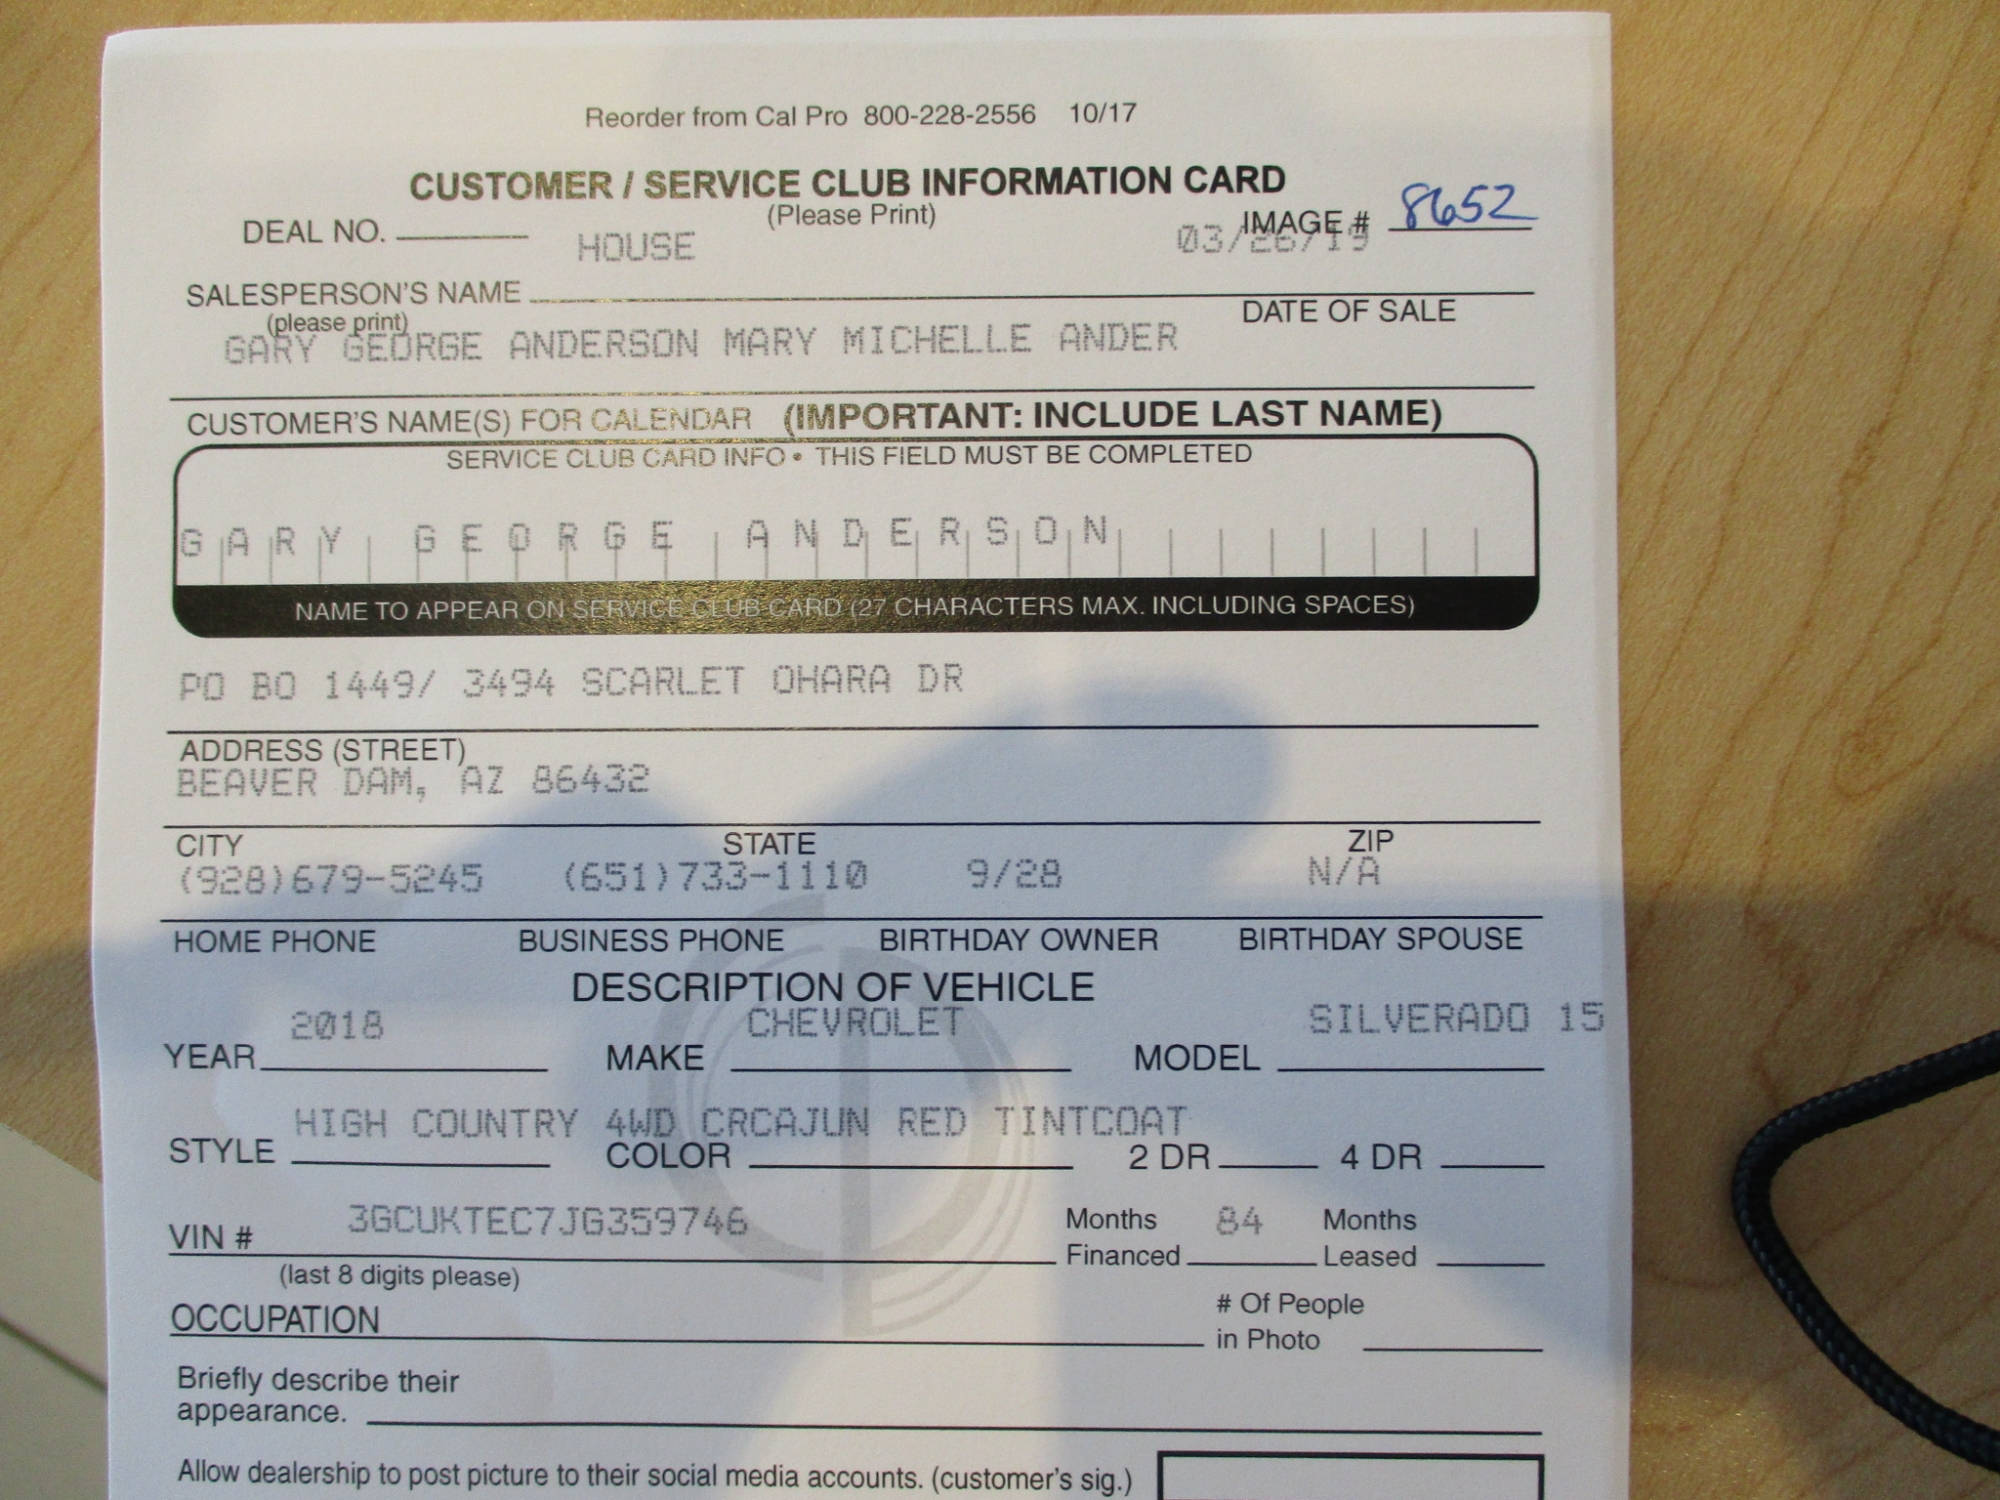 Reorder from Cal Pro 800-228-2556 10/17
CUSTOMER / SERVICE CLUB INFORMATION CARD
(Please Print)
DEAL NO. IMAGE # 8652
HOUSE 03/26/19
SALESPERSON'S NAME
(please print) DATE OF SALE
GARY GEORGE ANDERSON MARY MICHELLE ANDER
CUSTOMER'S NAME(S) FOR CALENDAR (IMPORTANT: INCLUDE LAST NAME)
SERVICE CLUB CARD INFO • THIS FIELD MUST BE COMPLETED
GARY GEORGE ANDERSON
NAME TO APPEAR ON SERVICE CLUB CARD (27 CHARACTERS MAX. INCLUDING SPACES)
PO BO 1449/ 3494 SCARLET OHARA DR
ADDRESS (STREET)
BEAVER DAM, AZ 86432
CITY STATE ZIP
(928)679-5245 (651)733-1110 9/28 N/A
HOME PHONE BUSINESS PHONE BIRTHDAY OWNER BIRTHDAY SPOUSE
DESCRIPTION OF VEHICLE
2018 CHEVROLET SILVERADO 15
YEAR MAKE MODEL
HIGH COUNTRY 4WD CRCAJUN RED TINTCOAT
STYLE COLOR 2 DR 4 DR
VIN # 3GCUKTEC7JG359746 Months Financed 84 Months Leased
(last 8 digits please)
OCCUPATION # Of People in Photo
Briefly describe their
appearance.
Allow dealership to post picture to their social media accounts. (customer's sig.)